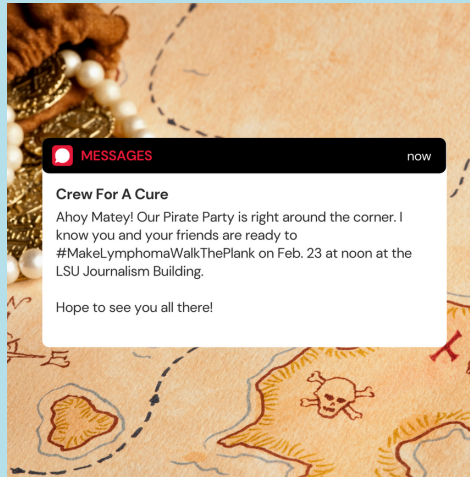 MESSAGES
now
Crew For A Cure
Ahoy Matey! Our Pirate Party is right around the corner. I
know you and your friends are ready to
#MakeLymphomaWalkThePlank on Feb. 23 at noon at the
LSU Journalism Building.
Hope to see you all there!